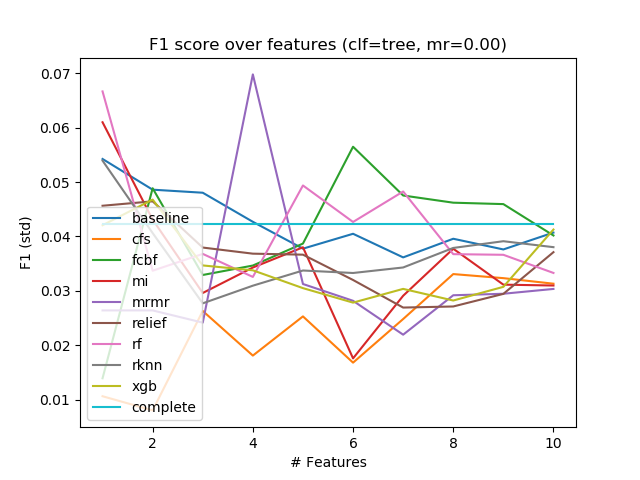 F1 score over features (clf=tree, mr=0.00)
0.07
0.06
0.05
0.04
0.03
0.02
0.01
F1 (std)
baseline
cfs
fcbf
mi
mrmr
relief
rf
rknn
xgb
complete
2
4
6
8
10
# Features